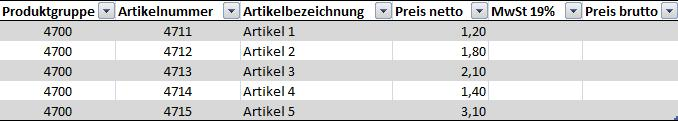 Produktgruppe Artikelnummer Artikelbezeichnung Preis netto MwSt 19% Preis brutto
4700 4711 Artikel 1 1,20
4700 4712 Artikel 2 1,80
4700 4713 Artikel 3 2,10
4700 4714 Artikel 4 1,40
4700 4715 Artikel 5 3,10